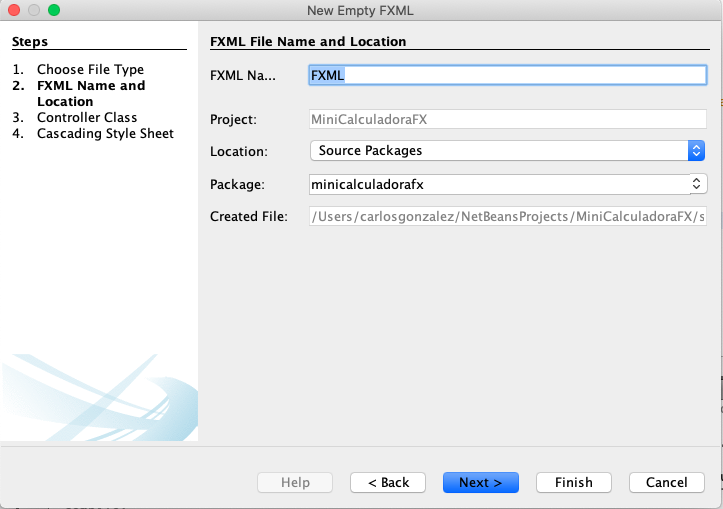 New Empty FXML
Steps
1. Choose File Type
2. FXML Name and
Location
3. Controller Class
4. Cascading Style Sheet
FXML File Name and Location
FXML Na... FXML
Project: MiniCalculadoraFX
Location: Source Packages
Package: minicalculadorafx
Created File: /Users/carlosgonzalez/NetBeansProjects/MiniCalculadoraFX/s
Help < Back Next > Finish Cancel